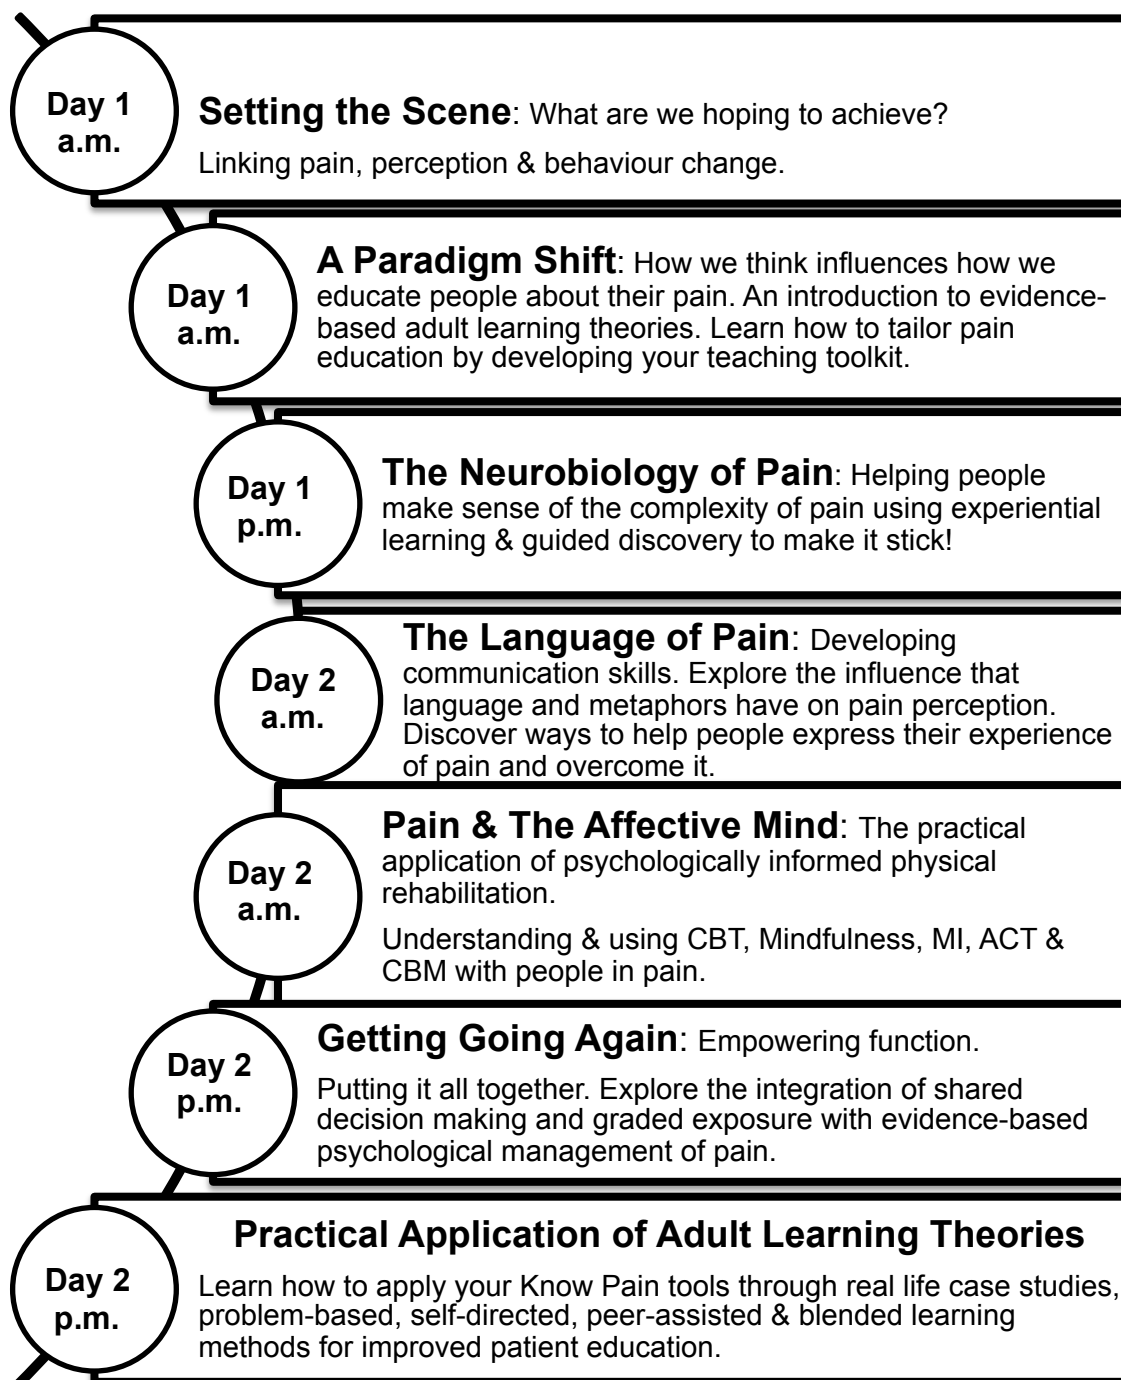 Day 1
a.m.
Setting the Scene: What are we hoping to achieve?
Linking pain, perception & behaviour change.
Day 1
a.m.
A Paradigm Shift: How we think influences how we
educate people about their pain. An introduction to evidence-
based adult learning theories. Learn how to tailor pain
education by developing your teaching toolkit.
Day 1
p.m.
The Neurobiology of Pain: Helping people
make sense of the complexity of pain using experiential
learning & guided discovery to make it stick!
Day 2
a.m.
The Language of Pain: Developing
communication skills. Explore the influence that
language and metaphors have on pain perception.
Discover ways to help people express their experience
of pain and overcome it.
Day 2
a.m.
Pain & The Affective Mind: The practical
application of psychologically informed physical
rehabilitation.
Understanding & using CBT, Mindfulness, MI, ACT &
CBM with people in pain.
Day 2
p.m.
Getting Going Again: Empowering function.
Putting it all together. Explore the integration of shared
decision making and graded exposure with evidence-based
psychological management of pain.
Day 2
p.m.
Practical Application of Adult Learning Theories
Learn how to apply your Know Pain tools through real life case studies,
problem-based, self-directed, peer-assisted & blended learning
methods for improved patient education.